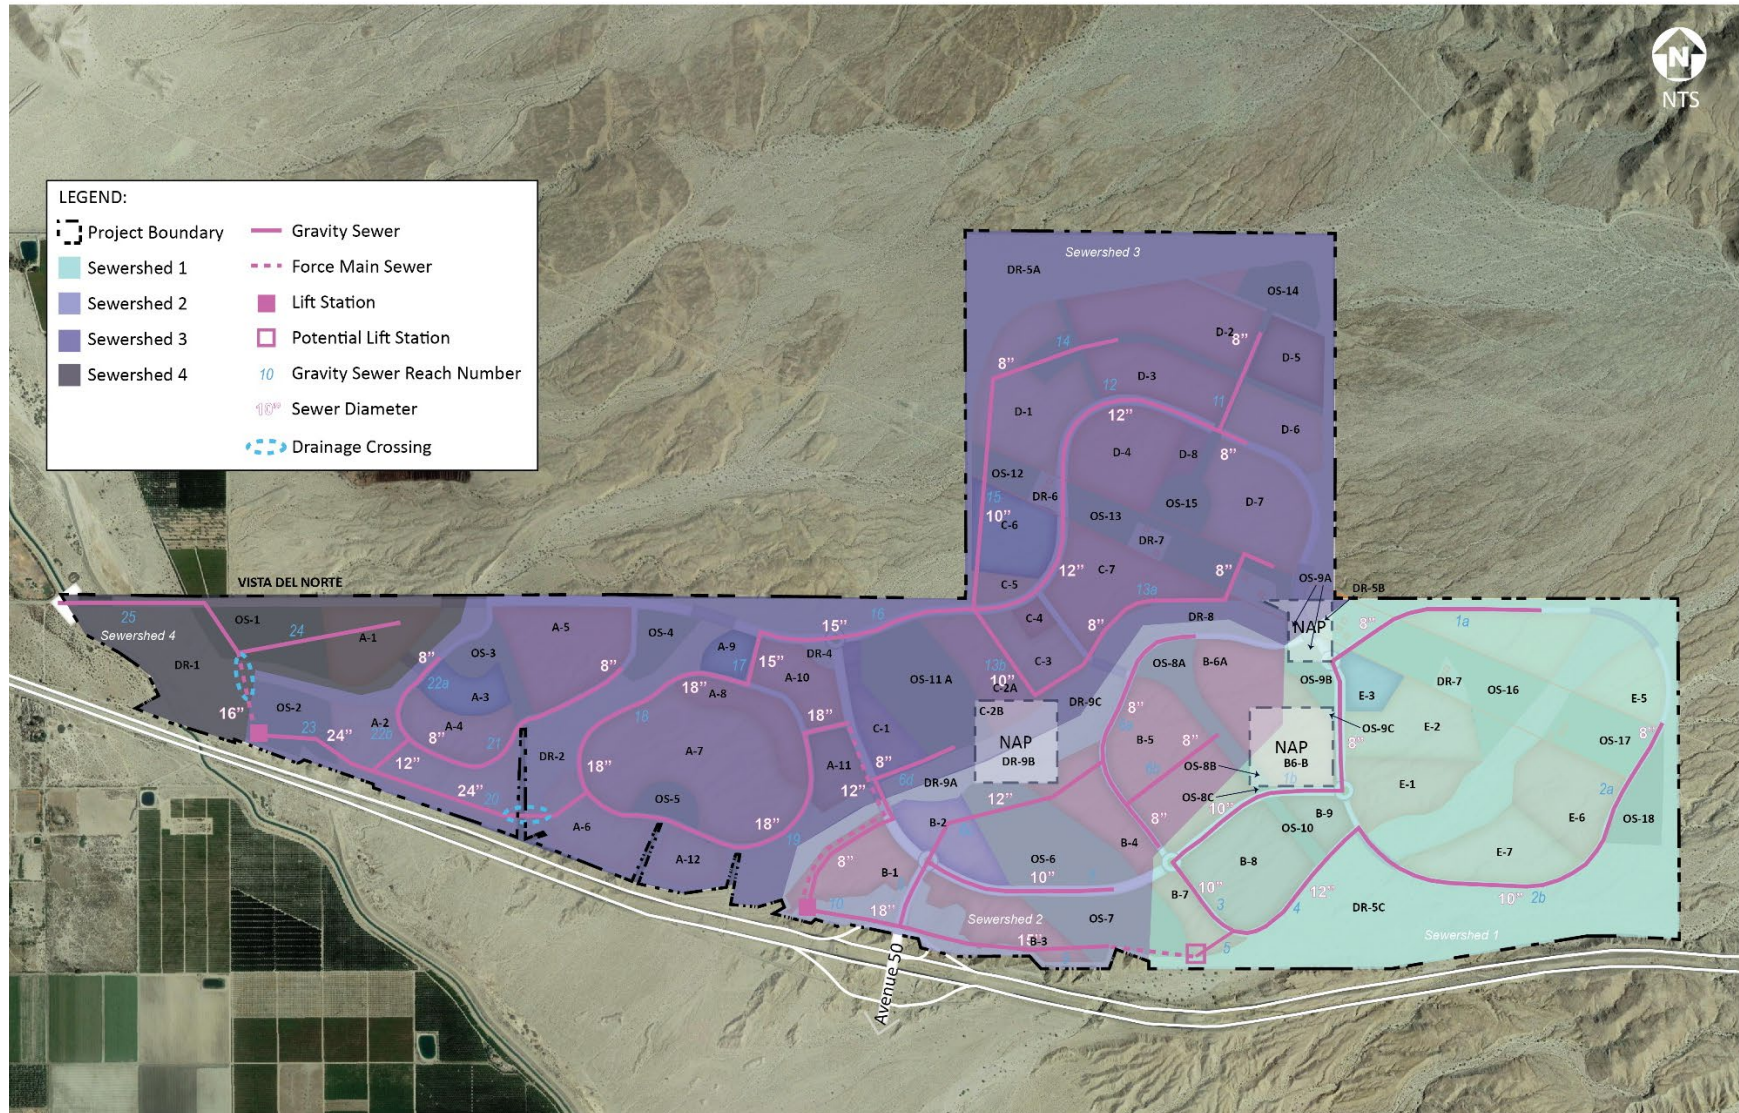 N
NTS
LEGEND:
Project Boundary
Sewershed 1
Sewershed 2
Sewershed 3
Sewershed 4
Gravity Sewer
Force Main Sewer
Lift Station
Potential Lift Station
10 Gravity Sewer Reach Number
10" Sewer Diameter
Drainage Crossing
Sewershed 3
DR-5A
OS-14
D-2
8"
14
8"
D-5
D-3
12
11
D-1
12"
D-6
D-4
D-8
8"
OS-12
DR-6
15
10"
OS-13
OS-15
D-7
C-6
DR-7
C-7
12"
8"
C-5
13a
OS-9A
DR-5B
VISTA DEL NORTE
25
OS-1
24
A-1
Sewershed 4
DR-1
A-5
OS-4
16
15"
C-4
8"
DR-8
NAP
8"
1a
8"
OS-3
8"
A-9
17
15"
DR-4
A-10
13b
C-3
10"
OS-8A
B-6A
OS-9B
22a
A-3
18"
A-8
OS-11 A
C-2A
DR-9C
E-3
DR-7
OS-16
E-5
16"
OS-2
23
24"
A-2
22b
A-4
8"
21
18
18"
C-1
C-2B
NAP
DR-9B
8"
6a
B-5
8"
OS-9C
E-2
8"
OS-17
8"
12"
DR-2
A-7
18"
A-11
8"
6d
DR-9A
6b
OS-8B
NAP
B6-B
1b
E-1
2a
24"
20
OS-5
12"
12"
OS-8C
10"
B-9
E-6
OS-18
A-6
18"
19
B-2
8"
B-4
OS-10
E-7
A-12
8"
B-1
OS-6
10"
B-8
B-7
10"
12"
10"
2b
18"
3
4
DR-5C
Sewershed 2
OS-7
Sewershed 1
15"
B-3
5
Avenue 50